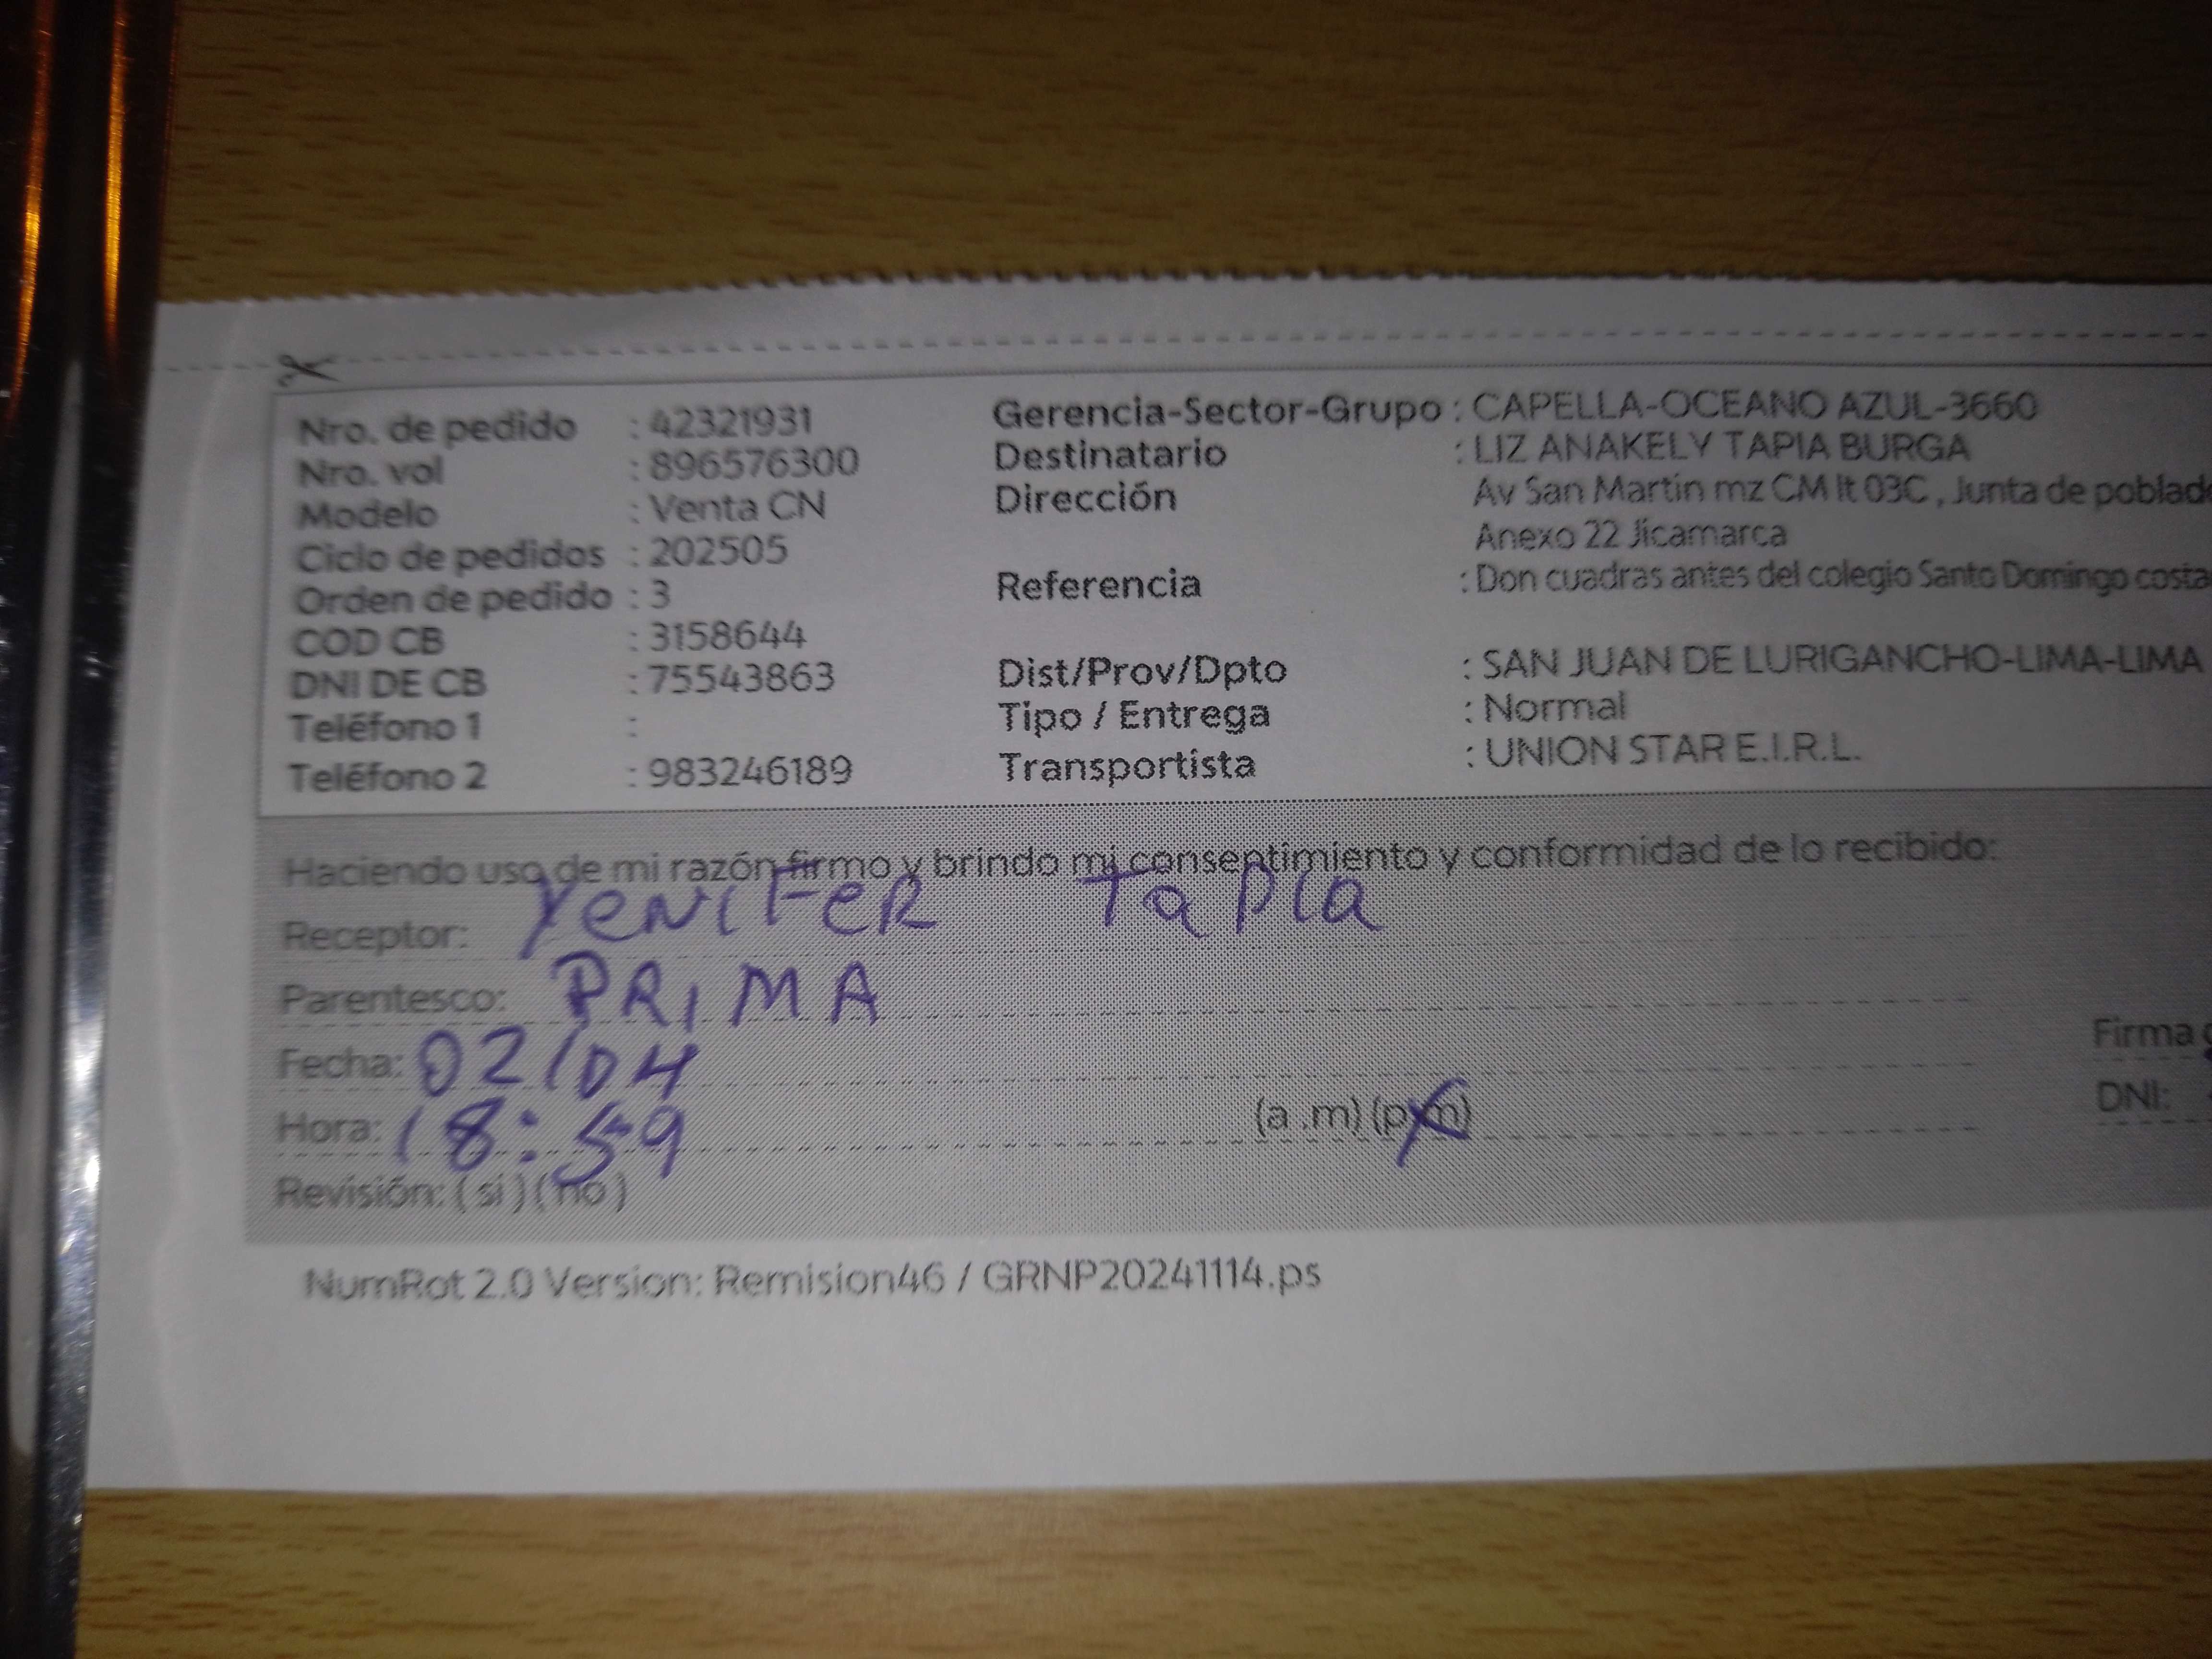 Nro. de pedido : 42321931
Nro. vol : 896576300
Modelo : Venta CN
Ciclo de pedidos : 202505
Orden de pedido : 3
COD CB : 3158644
DNI DE CB : 75543863
Teléfono 1 :
Teléfono 2 : 983246189
Gerencia-Sector-Grupo : CAPELLA-OCEANO AZUL-3660
Destinatario : LIZ ANAKELY TAPIA BURGA
Dirección Av San Martin mz CM lt 03C , Junta de poblad
Anexo 22 Jicamarca
Referencia : Don cuadras antes del colegio Santo Domingo costa
Dist/Prov/Dpto : SAN JUAN DE LURIGANCHO-LIMA-LIMA
Tipo / Entrega : Normal
Transportista : UNION STAR E.I.R.L.
Haciendo uso de mi razón firmo y brindo mi consentimiento y conformidad de lo recibido:
Receptor: YENIFER TaPia
Parentesco: PRIMA
Fecha: 02/04
Hora: 18:59 (a .m) (p.m)
Revisión: ( si ) ( no )
Firma
DNI:
NumRot 2.0 Version: Remision46 / GRNP20241114.ps